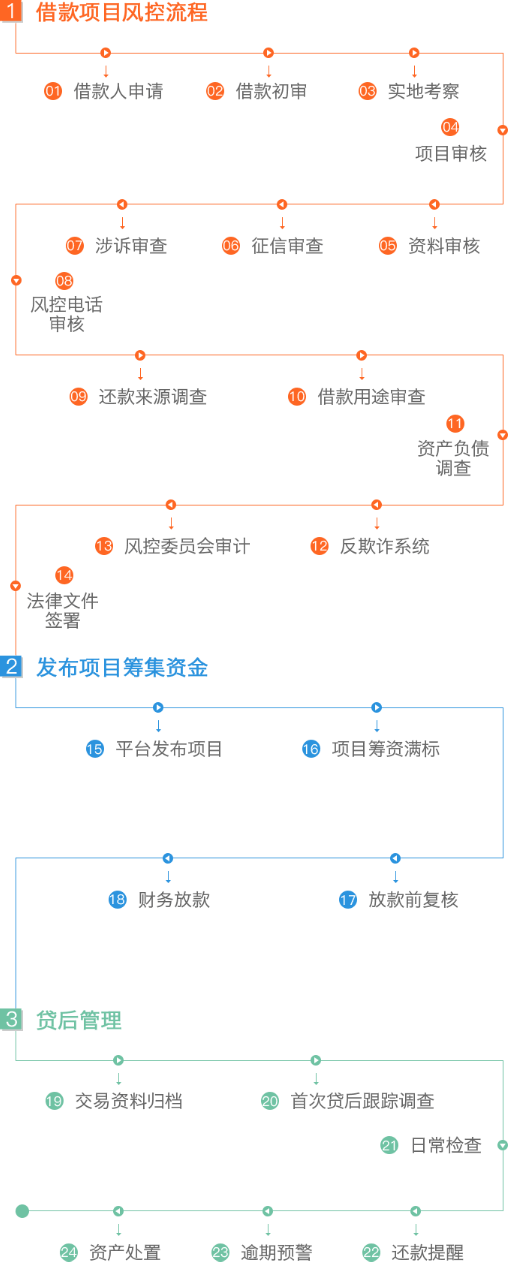 1 借款项目风控流程
01 借款人申请
02 借款初审
03 实地考察
04
项目审核
05 资料审核
06 征信审查
07 涉诉审查
08
风控电话
审核
09 还款来源调查
10 借款用途审查
11
资产负债
调查
12 反欺诈系统
13 风控委员会审计
14
法律文件
签署
2 发布项目筹集资金
15 平台发布项目
16 项目筹资满标
17 放款前复核
18 财务放款
3 贷后管理
19 交易资料归档
20 首次贷后跟踪调查
21 日常检查
22 还款提醒
23 逾期预警
24 资产处置